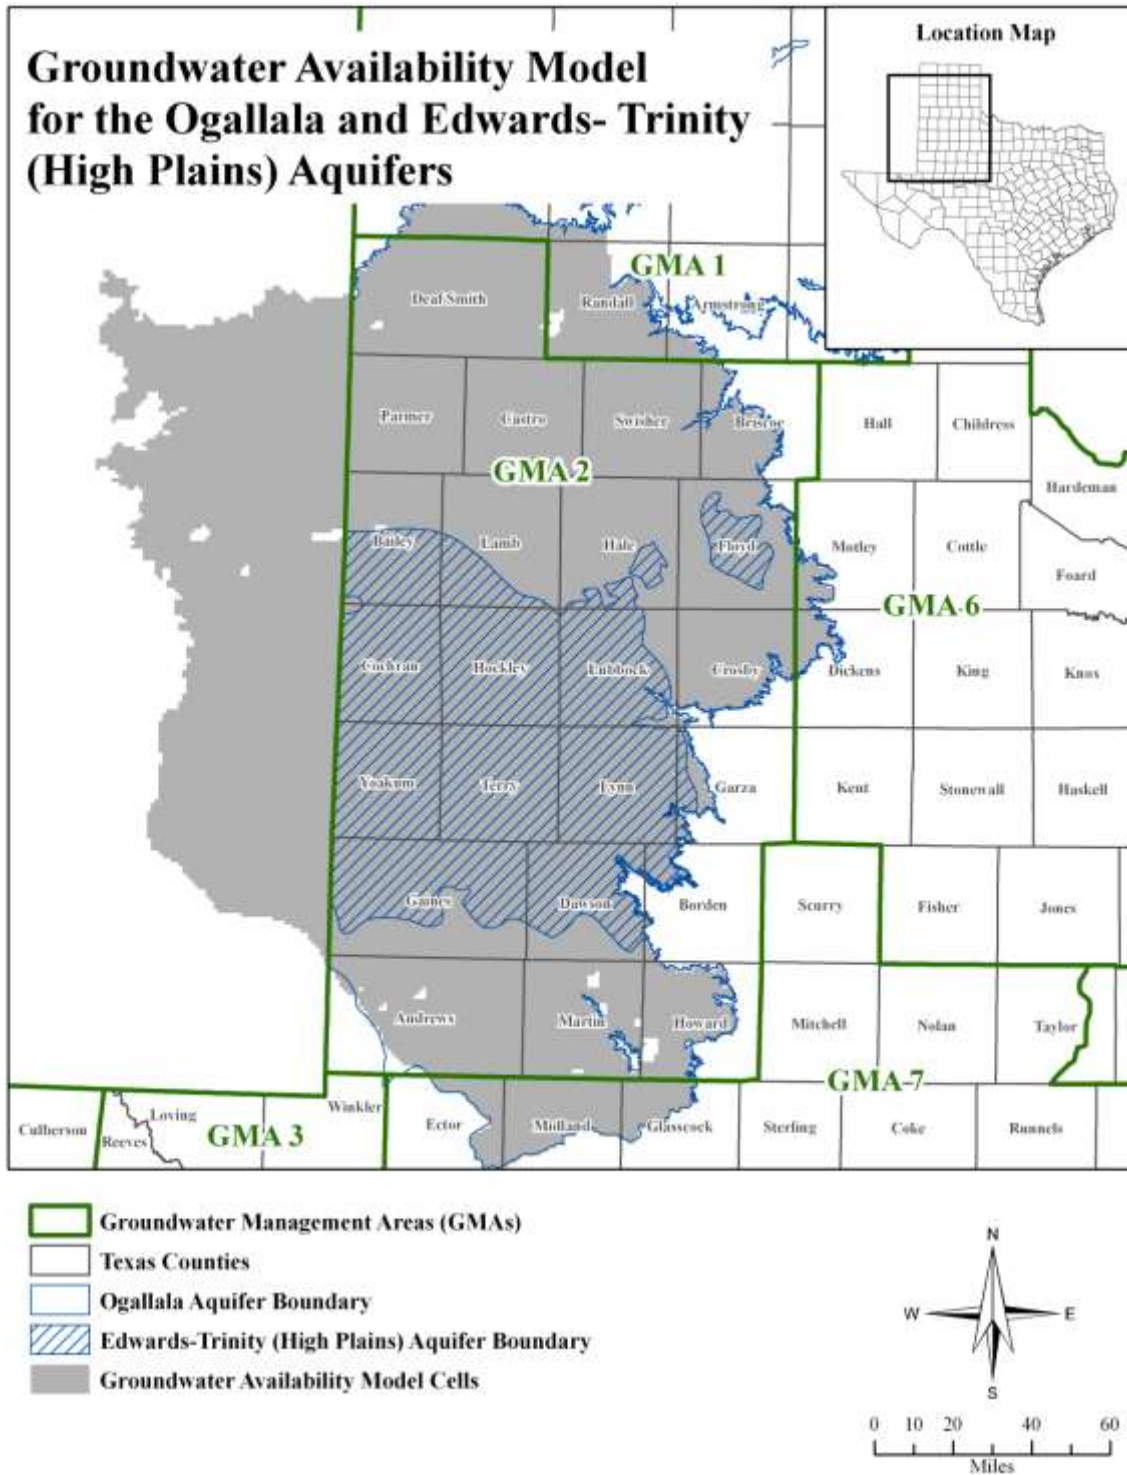 Groundwater Availability Model
for the Ogallala and Edwards- Trinity
(High Plains) Aquifers
Location Map
GMA 1
Deaf Smith
Randall
Armstrong
Parmer
Castro
Swisher
Briscoe
Hall
Childress
GMA 2
Hardeman
Bailey
Lamb
Hale
Floyd
Motley
Cottle
Foard
GMA 6
Cochran
Hockley
Lubbock
Crosby
Dickens
King
Knox
Yoakum
Terry
Lynn
Garza
Kent
Stonewall
Haskell
Gaines
Dawson
Borden
Scurry
Fisher
Jones
Andrews
Martin
Howard
Mitchell
Nolan
Taylor
GMA 7
Culberson
Reeves
Loving
GMA 3
Winkler
Ector
Midland
Glasscock
Sterling
Coke
Runnels
Groundwater Management Areas (GMAs)
Texas Counties
Ogallala Aquifer Boundary
Edwards-Trinity (High Plains) Aquifer Boundary
Groundwater Availability Model Cells
N
W E
S
0 10 20 40 60
Miles